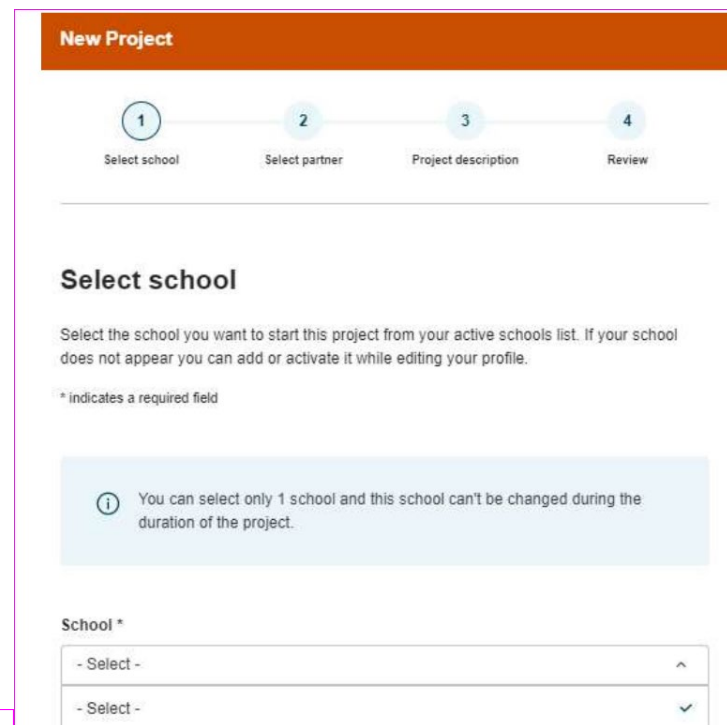 New Project
1 2 3 4
Select school Select partner Project description Review
Select school
Select the school you want to start this project from your active schools list. If your school
does not appear you can add or activate it while editing your profile.
* indicates a required field
You can select only 1 school and this school can't be changed during the
duration of the project.
School *
- Select -
- Select -